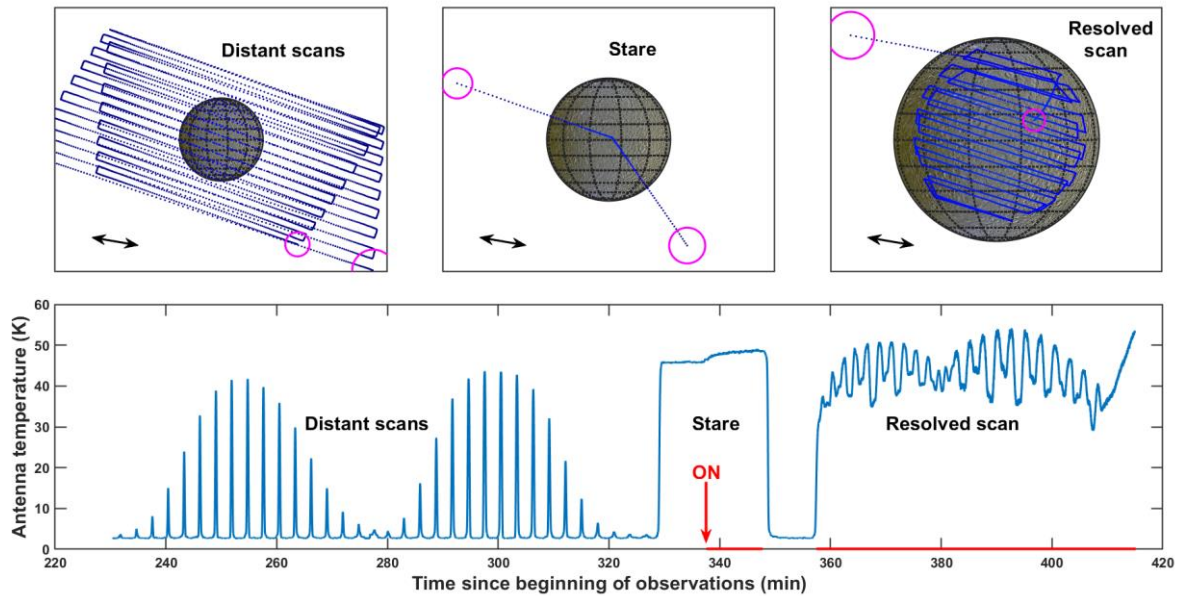 Distant scans
Stare
Resolved
scan
Antenna temperature (K)
60
50
40
30
20
10
0
Distant scans
Stare
Resolved scan
ON
220 240 260 280 300 320 340 360 380 400 420
Time since beginning of observations (min)